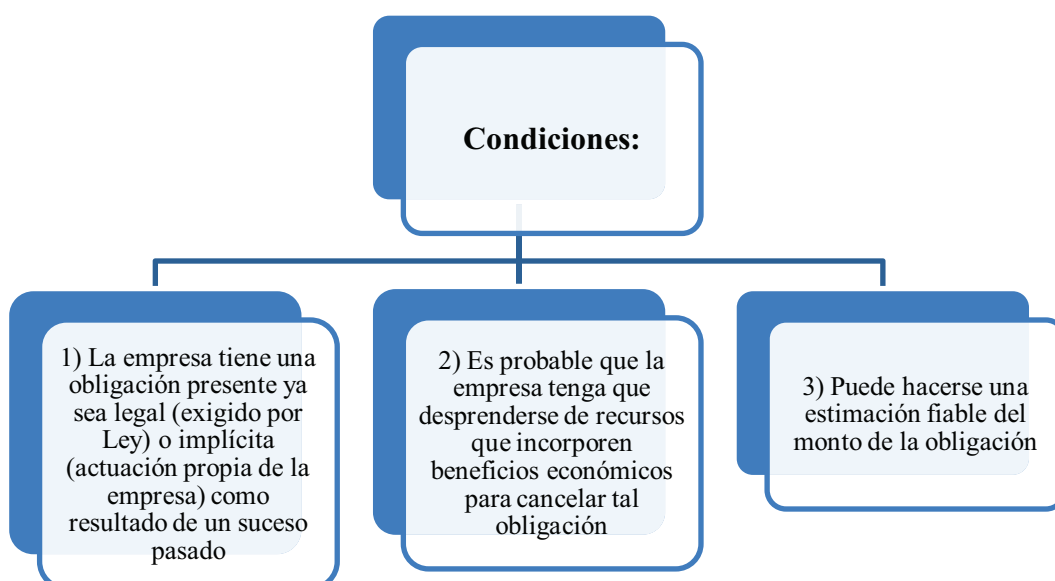 Condiciones:
1) La empresa tiene una
obligación presente ya
sea legal (exigido por
Ley) o implícita
(actuación propia de la
empresa) como
resultado de un suceso
pasado
2) Es probable que la
empresa tenga que
desprenderse de recursos
que incorporen
beneficios económicos
para cancelar tal
obligación
3) Puede hacerse una
estimación fiable del
monto de la obligación